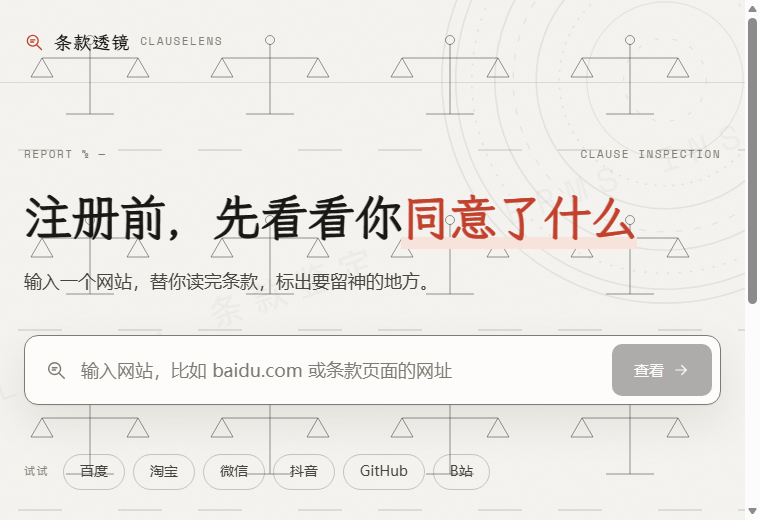 条款透镜 CLAUSELENS
REPORT № —
CLAUSE INSPECTION
注册前，先看看你同意了什么
输入一个网站，替你读完条款，标出要留神的地方。
输入网站，比如 baidu.com 或条款页面的网址
查看 →
试试 百度 淘宝 微信 抖音 GitHub B站